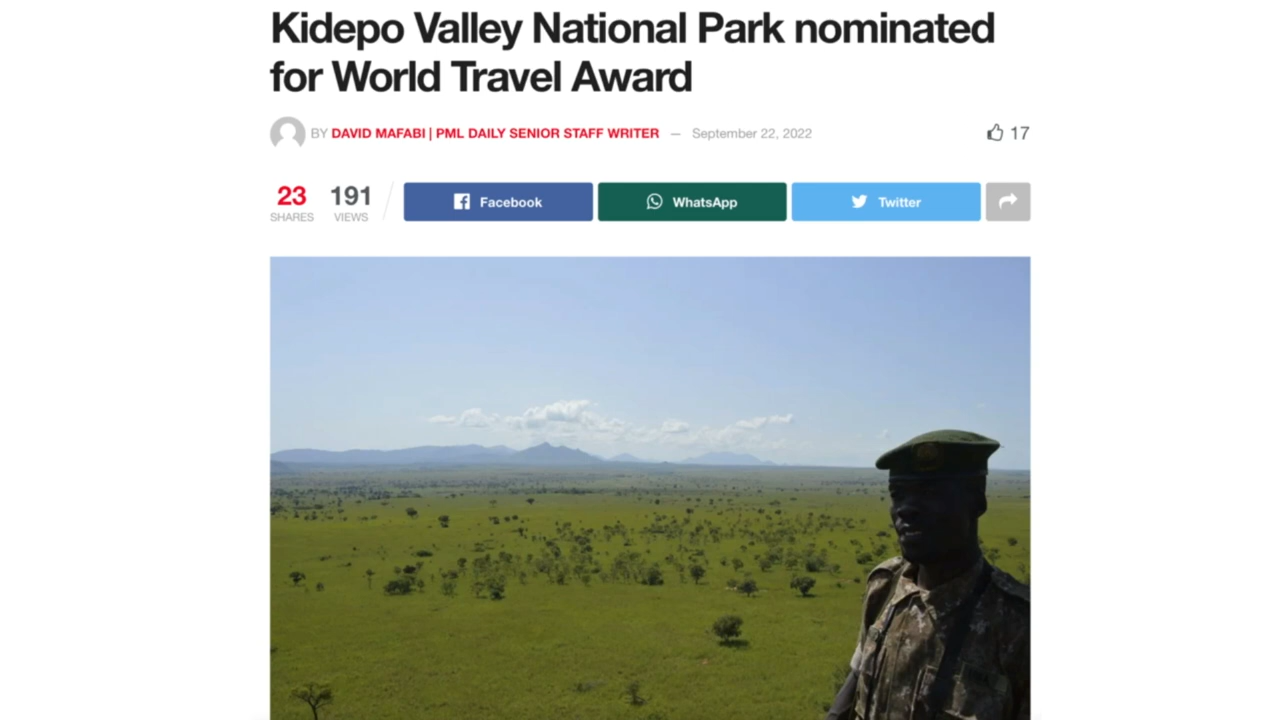 Kidepo Valley National Park nominated
for World Travel Award
BY DAVID MAFABI | PML DAILY SENIOR STAFF WRITER — September 22, 2022
17
23
SHARES
191
VIEWS
Facebook
WhatsApp
Twitter